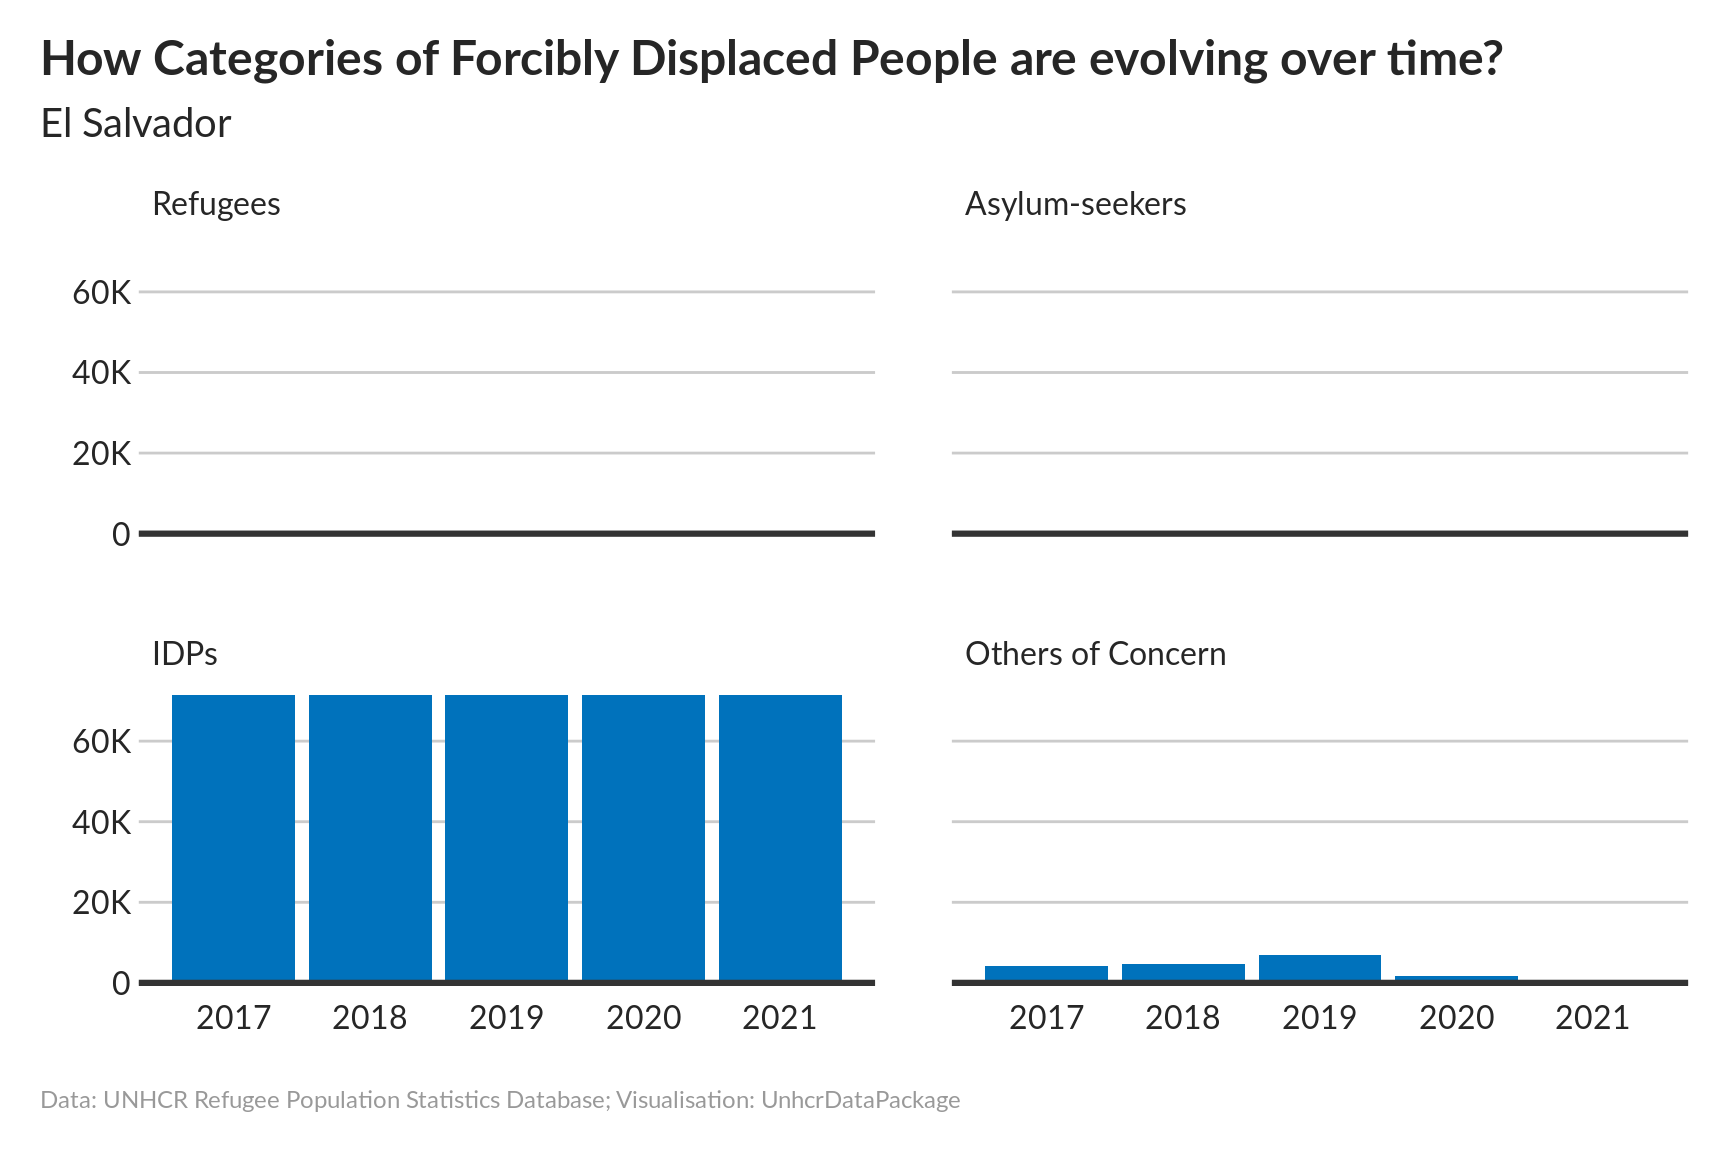 How Categories of Forcibly Displaced People are evolving over time?
El Salvador
Refugees
60K
40K
20K
0
Asylum-seekers
IDPs
60K
40K
20K
0
2017 2018 2019 2020 2021
Others of Concern
2017 2018 2019 2020 2021
Data: UNHCR Refugee Population Statistics Database; Visualisation: UnhcrDataPackage